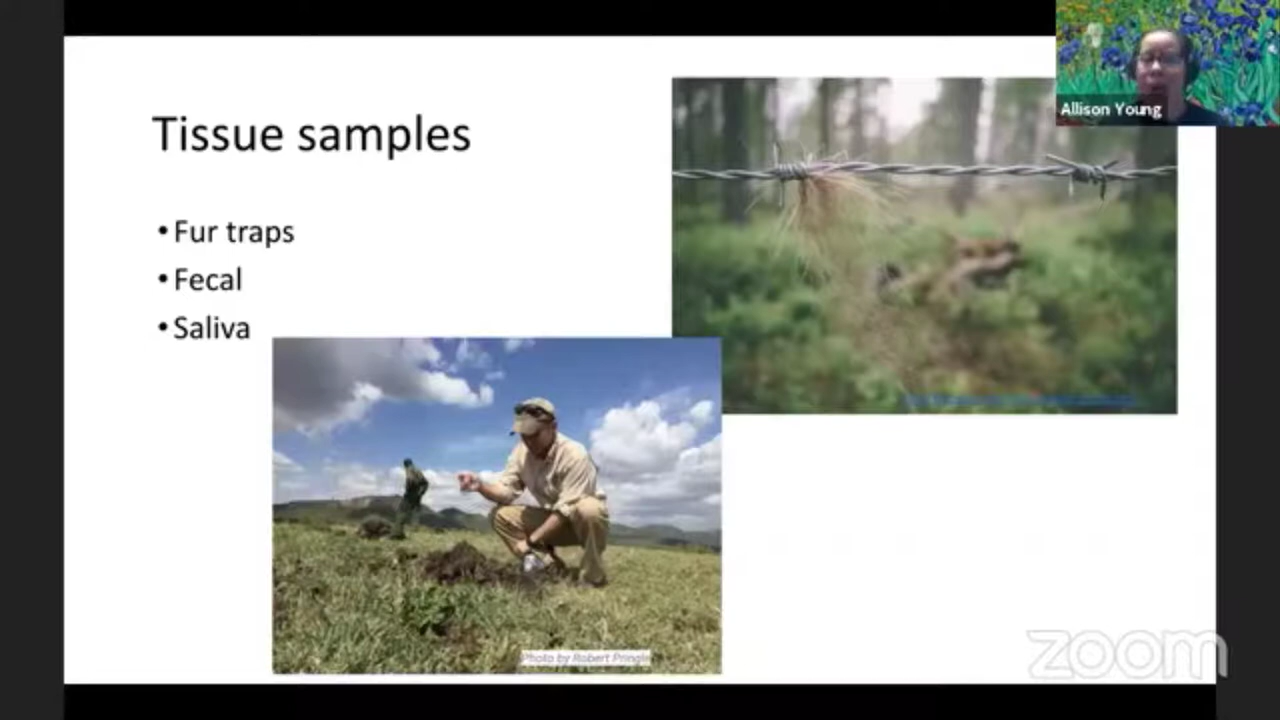 Tissue samples
• Fur traps
• Fecal
• Saliva
Allison Young
Photo by Robert Pringle
zoom